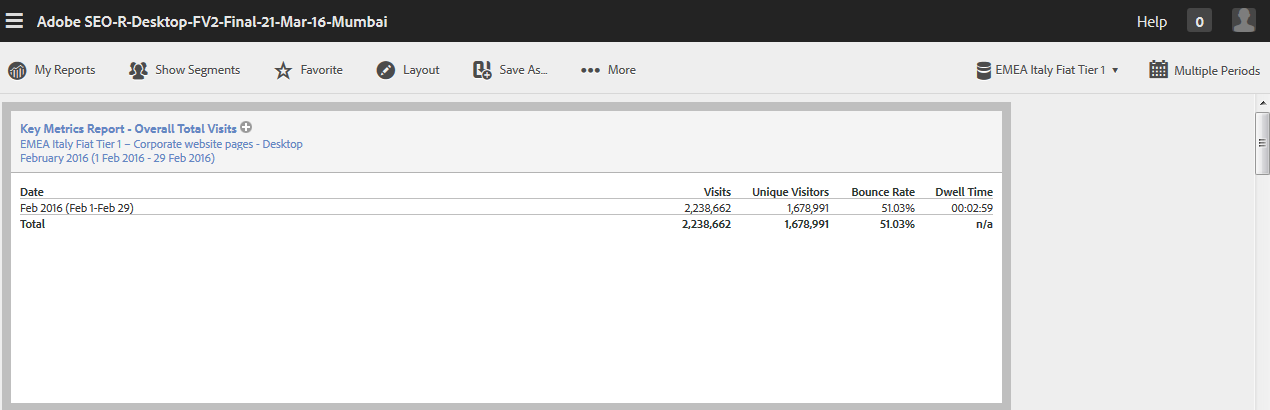 Adobe SEO-R-Desktop-FV2-Final-21-Mar-16-Mumbai Help 0
My Reports Show Segments Favorite Layout Save As... More EMEA Italy Fiat Tier 1 Multiple Periods
Key Metrics Report - Overall Total Visits
EMEA Italy Fiat Tier 1 – Corporate website pages - Desktop
February 2016 (1 Feb 2016 - 29 Feb 2016)
Date Visits Unique Visitors Bounce Rate Dwell Time
Feb 2016 (Feb 1-Feb 29) 2,238,662 1,678,991 51.03% 00:02:59
Total 2,238,662 1,678,991 51.03% n/a